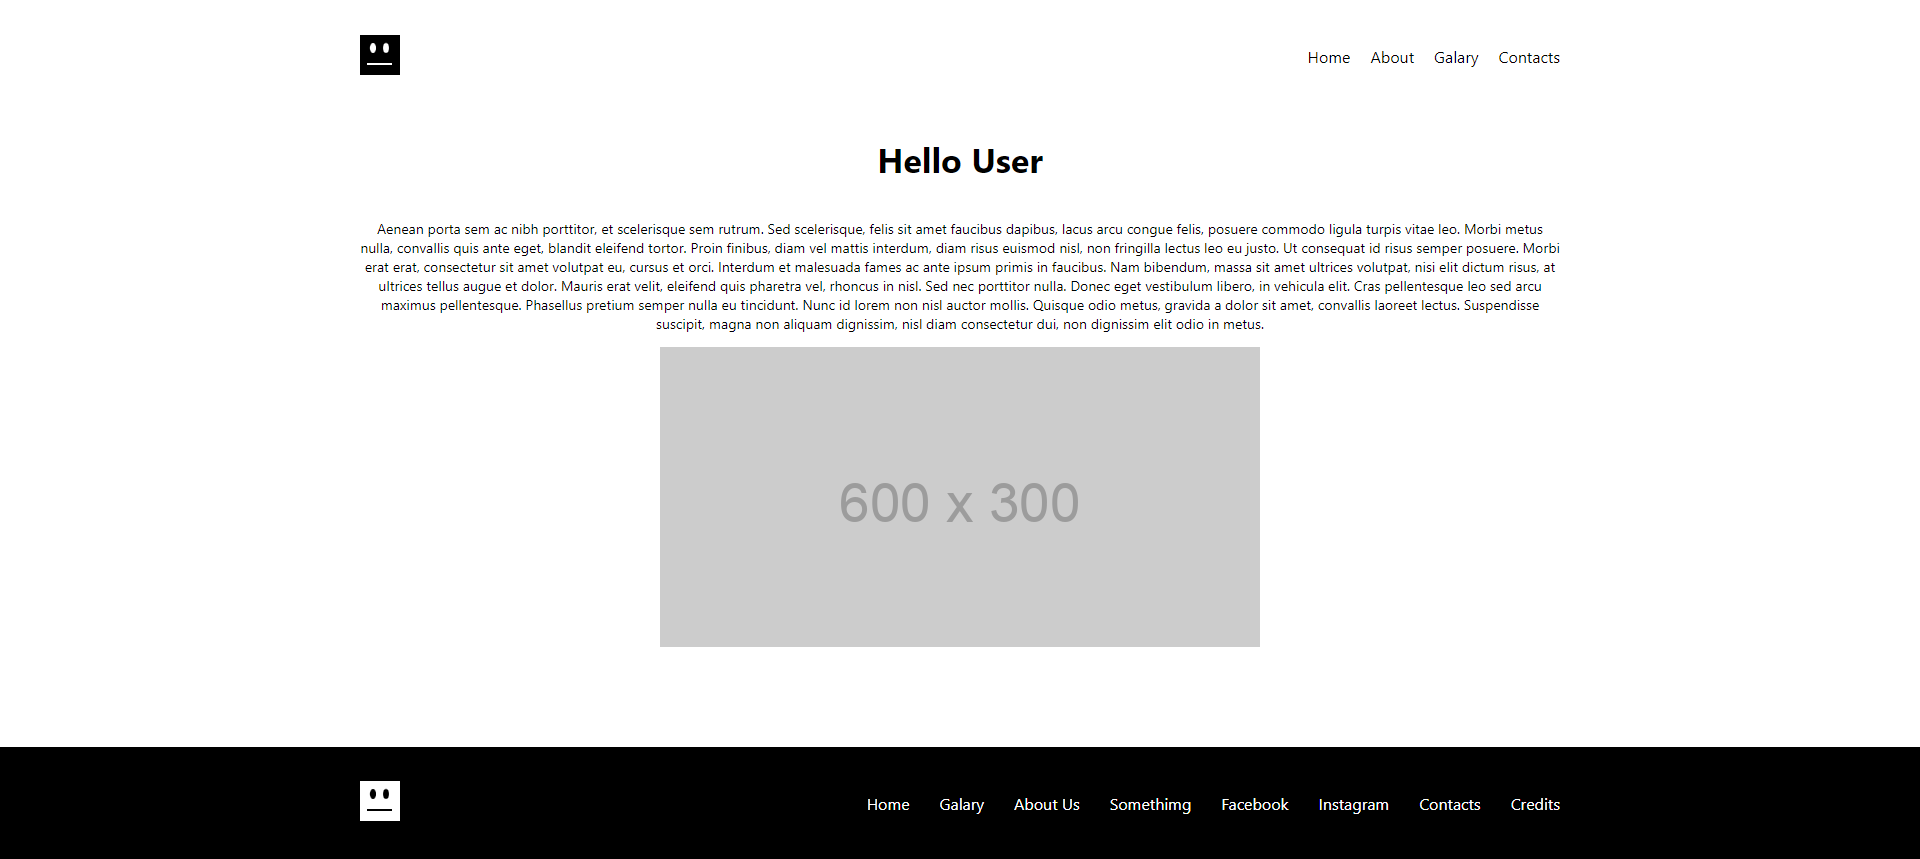 Home About Galary Contacts
Hello User
Aenean porta sem ac nibh porttitor, et scelerisque sem rutrum. Sed scelerisque, felis sit amet faucibus dapibus, lacus arcu congue felis, posuere commodo ligula turpis vitae leo. Morbi metus
nulla, convallis quis ante eget, blandit eleifend tortor. Proin finibus, diam vel mattis interdum, diam risus euismod nisl, non fringilla lectus leo eu justo. Ut consequat id risus semper posuere. Morbi
erat erat, consectetur sit amet volutpat eu, cursus et orci. Interdum et malesuada fames ac ante ipsum primis in faucibus. Nam bibendum, massa sit amet ultrices volutpat, nisi elit dictum risus, at
ultrices tellus augue et dolor. Mauris erat velit, eleifend quis pharetra vel, rhoncus in nisl. Sed nec porttitor nulla. Donec eget vestibulum libero, in vehicula elit. Cras pellentesque leo sed arcu
maximus pellentesque. Phasellus pretium semper nulla eu tincidunt. Nunc id lorem non nisl auctor mollis. Quisque odio metus, gravida a dolor sit amet, convallis laoreet lectus. Suspendisse
suscipit, magna non aliquam dignissim, nisl diam consectetur dui, non dignissim elit odio in metus.
600 x 300
Home Galary About Us Somethimg Facebook Instagram Contacts Credits